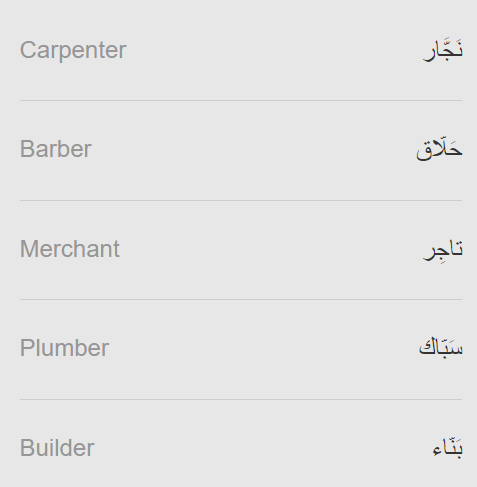 Carpenter نَجَّار
Barber حَلّاق
Merchant تاجِر
Plumber سَبّاك
Builder بَنّاء